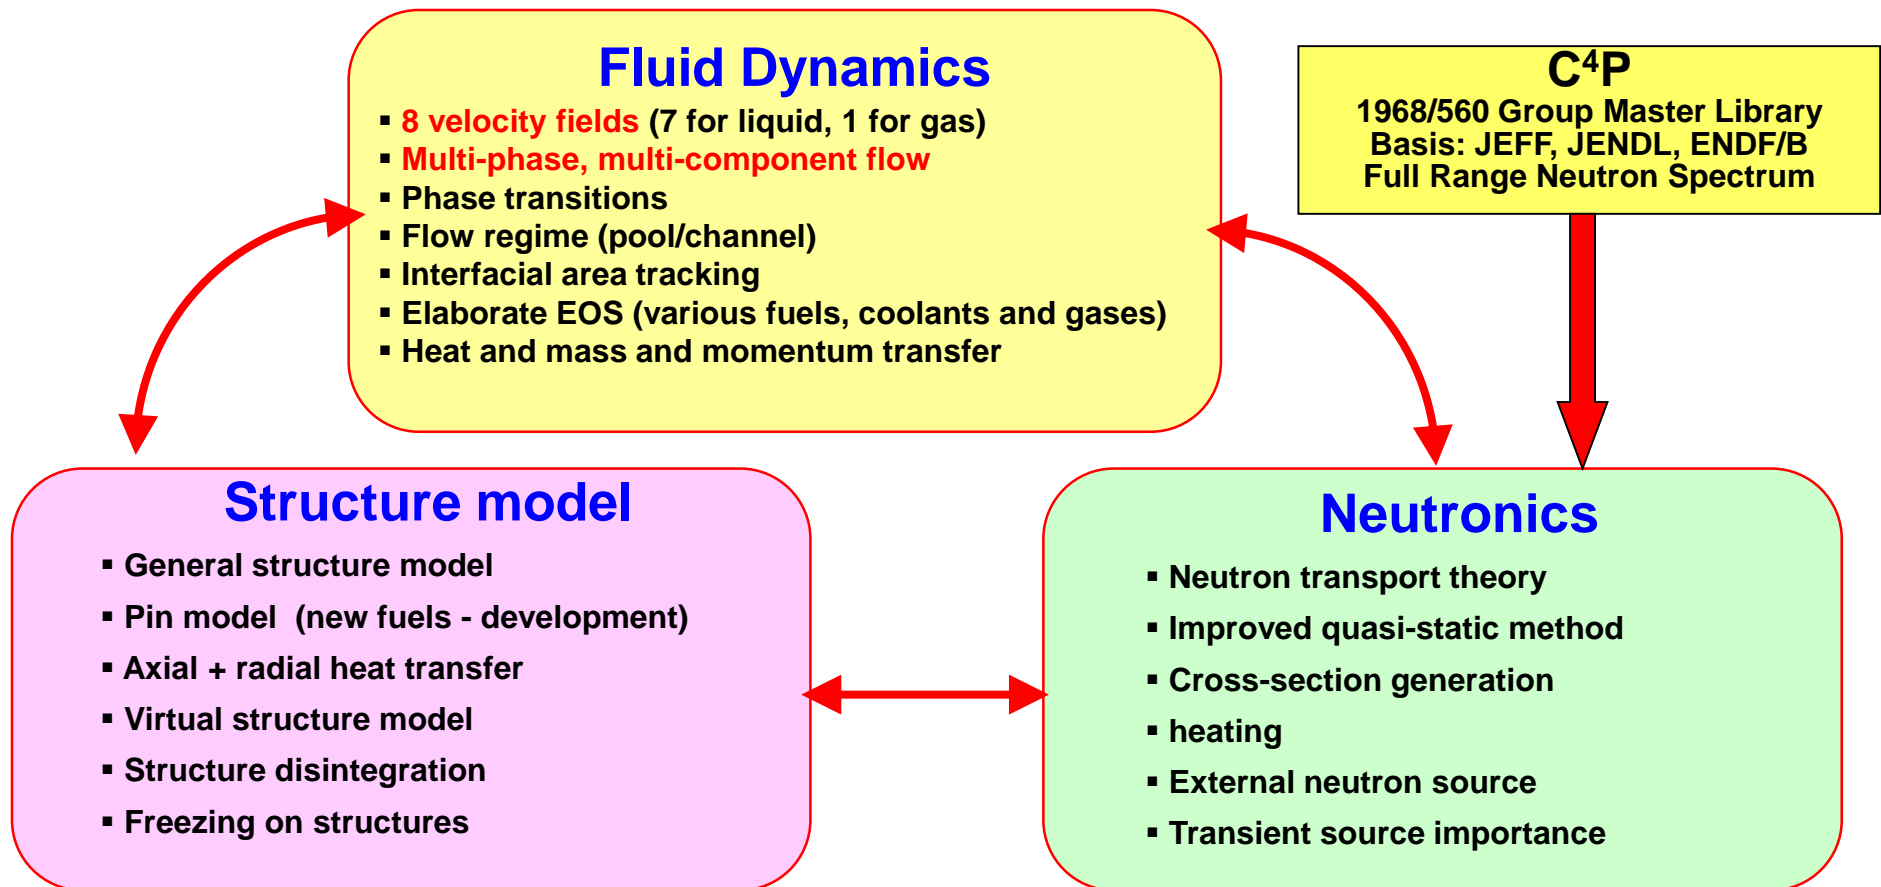 Fluid Dynamics
▪ 8 velocity fields (7 for liquid, 1 for gas)
▪ Multi-phase, multi-component flow
▪ Phase transitions
▪ Flow regime (pool/channel)
▪ Interfacial area tracking
▪ Elaborate EOS (various fuels, coolants and gases)
▪ Heat and mass and momentum transfer
C⁴P
1968/560 Group Master Library
Basis: JEFF, JENDL, ENDF/B
Full Range Neutron Spectrum
Structure model
▪ General structure model
▪ Pin model (new fuels - development)
▪ Axial + radial heat transfer
▪ Virtual structure model
▪ Structure disintegration
▪ Freezing on structures
Neutronics
▪ Neutron transport theory
▪ Improved quasi-static method
▪ Cross-section generation
▪ heating
▪ External neutron source
▪ Transient source importance